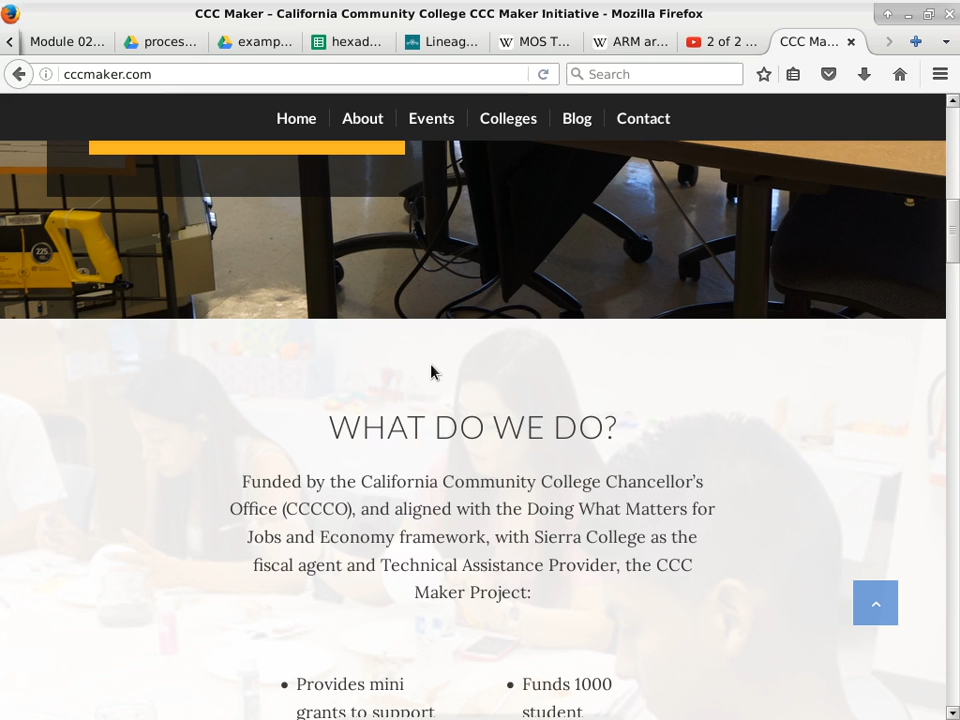 CCC Maker – California Community College CCC Maker Initiative - Mozilla Firefox
Module 02... proces... examp... hexad... Lineag... MOS T... ARM ar... 2 of 2 ... CCC Ma...
cccmaker.com Search
Home About Events Colleges Blog Contact
225
WHAT DO WE DO?
Funded by the California Community College Chancellor’s
Office (CCCCO), and aligned with the Doing What Matters for
Jobs and Economy framework, with Sierra College as the
fiscal agent and Technical Assistance Provider, the CCC
Maker Project:
• Provides mini
grants to support
• Funds 1000
student